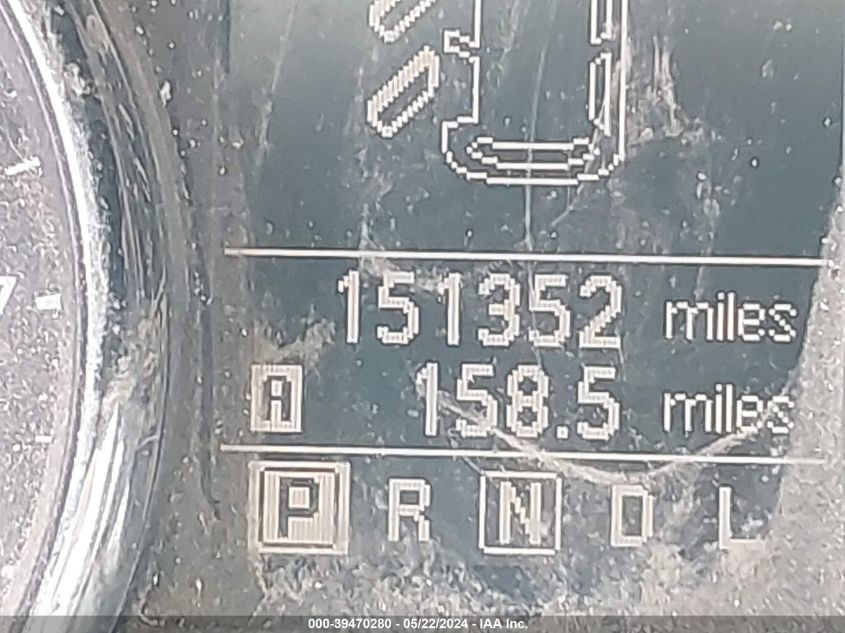 151352 miles
A 158.5 miles
P R N D L
000-39470280 - 05/22/2024 - IAA Inc.